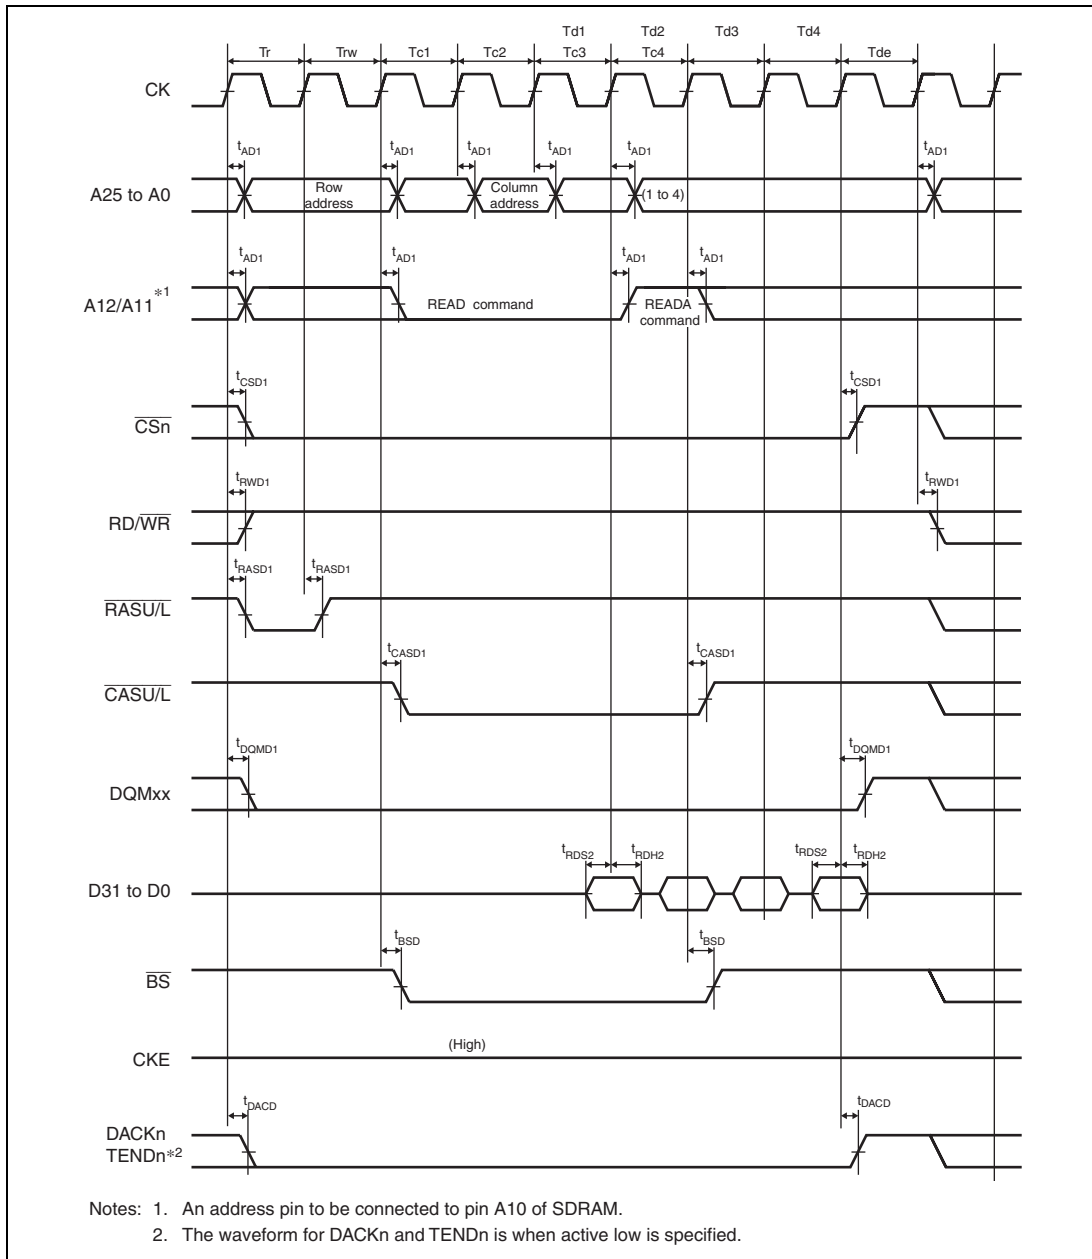 Td1 Td2 Td3 Td4
Tr Trw Tc1 Tc2 Tc3 Tc4 Tde
CK
tAD1 tAD1 tAD1 tAD1 tAD1 tAD1
A25 to A0
Row address
Column address
(1 to 4)
tAD1 tAD1 tAD1 tAD1
A12/A11*1
READ command
READA command
tCSD1 tCSD1
CSn
tRWD1 tRWD1
RD/WR
tRASD1 tRASD1
RASU/L
tCASD1 tCASD1
CASU/L
tDQMD1 tDQMD1
DQMxx
tRDS2 tRDH2 tRDS2 tRDH2
D31 to D0
tBSD tBSD
BS
(High)
CKE
tDACD tDACD
DACKn
TENDn*2
Notes: 1. An address pin to be connected to pin A10 of SDRAM.
2. The waveform for DACKn and TENDn is when active low is specified.